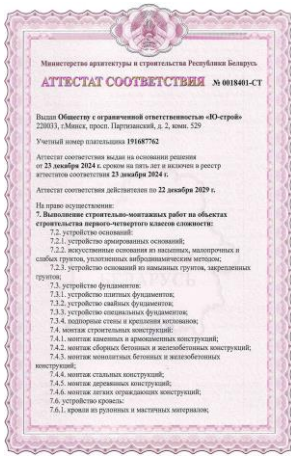 Министерство архитектуры и строительства Республики Беларусь
АТТЕСТАТ СООТВЕТСТВИЯ № 0018401-СТ
Выдан Обществу с ограниченной ответственностью «Ю-строй»
220033, г.Минск, просп. Партизанский, д. 2, комн. 529
Учетный номер плательщика 191687762
Аттестат соответствия выдан на основании решения
от 23 декабря 2024 г. сроком на пять лет и включен в реестр
аттестатов соответствия 23 декабря 2024 г.
Аттестат соответствия действителен по 22 декабря 2029 г.
На право осуществления:
7. Выполнение строительно-монтажных работ на объектах
строительства первого-четвертого классов сложности:
7.2. устройство оснований:
7.2.1. устройство армированных оснований;
7.2.2. искусственные основания из насыпных, малопрочных и
слабых грунтов, уплотненных вибродинамическим методом;
7.2.3. устройство оснований из намывных грунтов, закрепленных
грунтов;
7.3. устройство фундаментов:
7.3.1. устройство плитных фундаментов;
7.3.2. устройство свайных фундаментов;
7.3.3. устройство специальных фундаментов;
7.3.4. подпорные стены и крепления котлованов;
7.4. монтаж строительных конструкций:
7.4.1. монтаж каменных и армокаменных конструкций;
7.4.2. монтаж сборных бетонных и железобетонных конструкций;
7.4.3. монтаж монолитных бетонных и железобетонных
конструкций;
7.4.4. монтаж стальных конструкций;
7.4.5. монтаж деревянных конструкций;
7.4.6. монтаж легких ограждающих конструкций;
7.6. устройство кровель:
7.6.1. кровли из рулонных и мастичных материалов;